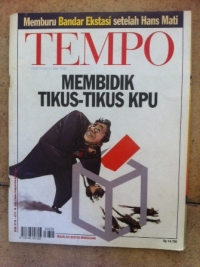 Memburu Bandar Ekstasi setelah Hans Mati
TEMPO
MEMBIDIK
TIKUS-TIKUS KPU